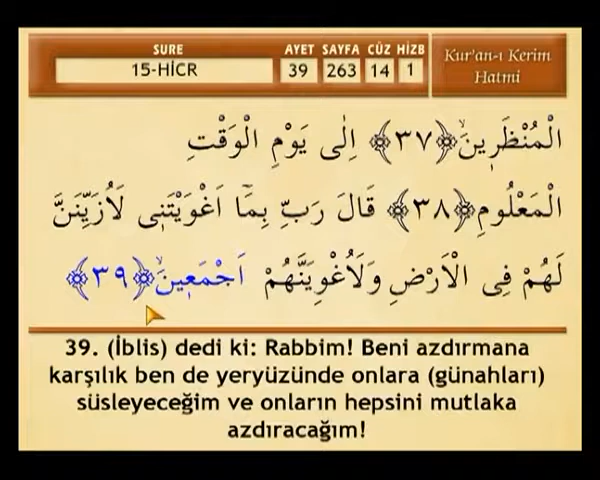 SURE AYET SAYFA CÜZ HİZB
15-HİCR 39 263 14 1
Kur'an-ı Kerim
Hatmi
الْمُنْظَرٖينَۙ ﴿٣٧﴾ اِلٰى يَوْمِ الْوَقْتِ
الْمَعْلُومِ ﴿٣٨﴾ قَالَ رَبِّ بِمَٓا اَغْوَيْتَنٖى لَاُزَيِّنَنَّ
لَهُمْ فِى الْاَرْضِ وَلَاُغْوِيَنَّهُمْ اَجْمَعٖينَۙ ﴿٣٩﴾
39. (İblis) dedi ki: Rabbim! Beni azdırmana
karşılık ben de yeryüzünde onlara (günahları)
süsleyeceğim ve onların hepsini mutlaka
azdıracağım!